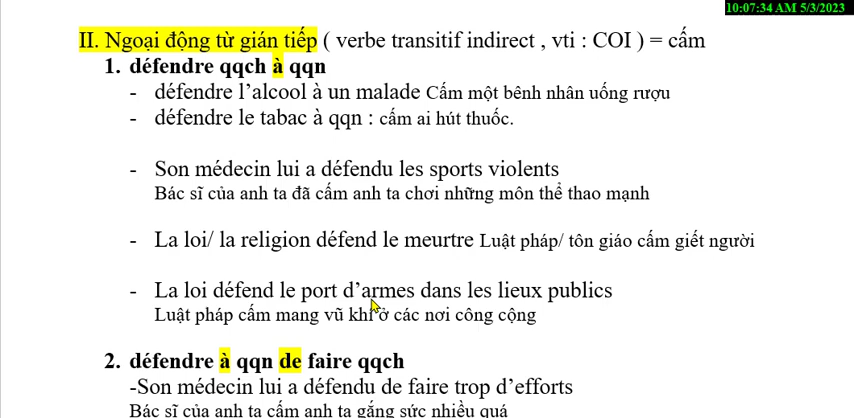 10:07:34 AM 5/3/2023
II. Ngoại động từ gián tiếp ( verbe transitif indirect , vti : COI ) = cấm
1. défendre qqch à qqn
- défendre l’alcool à un malade Cấm một bênh nhân uống rượu
- défendre le tabac à qqn : cấm ai hút thuốc.
- Son médecin lui a défendu les sports violents
Bác sĩ của anh ta đã cấm anh ta chơi những môn thể thao mạnh
- La loi/ la religion défend le meurtre Luật pháp/ tôn giáo cấm giết người
- La loi défend le port d’armes dans les lieux publics
Luật pháp cấm mang vũ khí ở các nơi công cộng
2. défendre à qqn de faire qqch
-Son médecin lui a défendu de faire trop d’efforts
Bác sĩ của anh ta cấm anh ta gắng sức nhiều quá